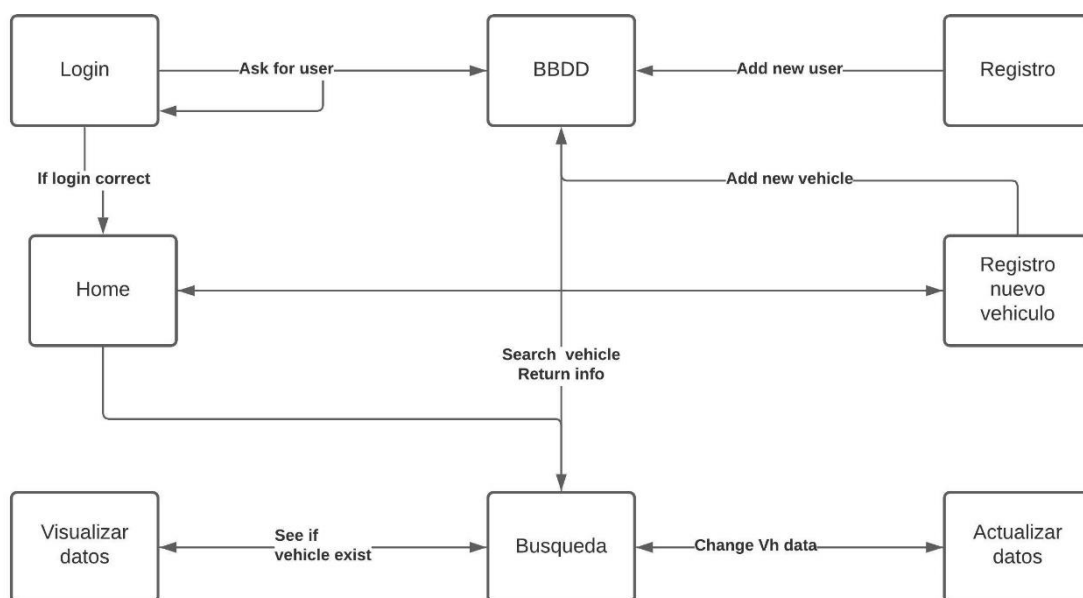 Login
Ask for user
BBDD
Add new user
Registro
If login correct
Add new vehicle
Home
Registro
nuevo
vehiculo
Search vehicle
Return info
Visualizar
datos
See if
vehicle exist
Busqueda
Change Vh data
Actualizar
datos